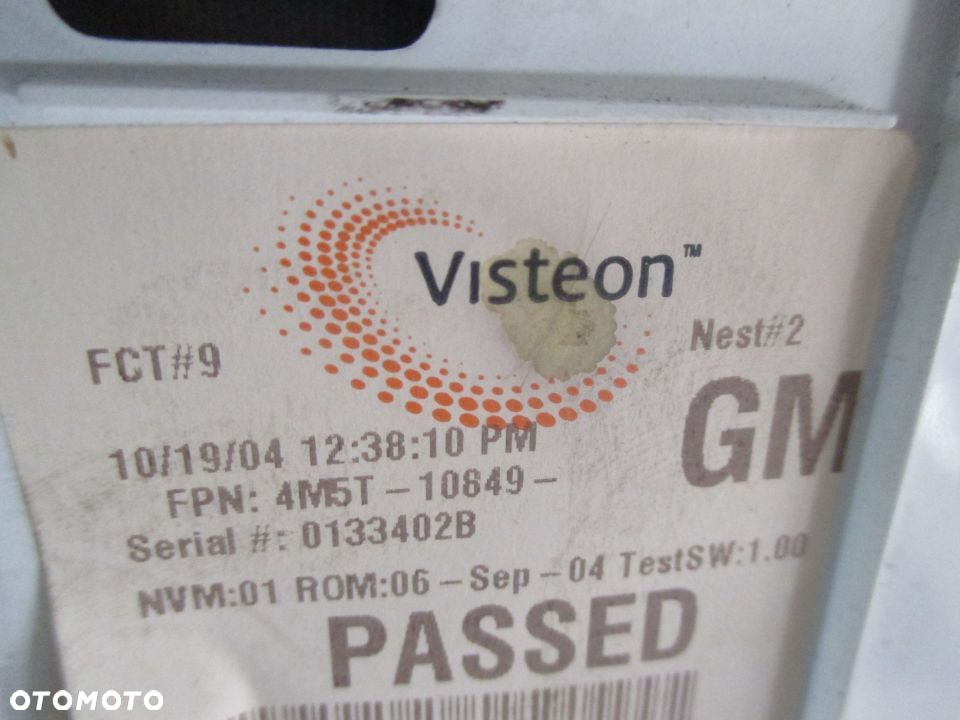 Visteon™
FCT#9
Nest#2
GM
10/19/04 12:38:10 PM
FPN: 4M5T-10849-
Serial #: 0133402B
NVM:01 ROM:06-Sep-04 TestSW:1.00
PASSED
OTOMOTO